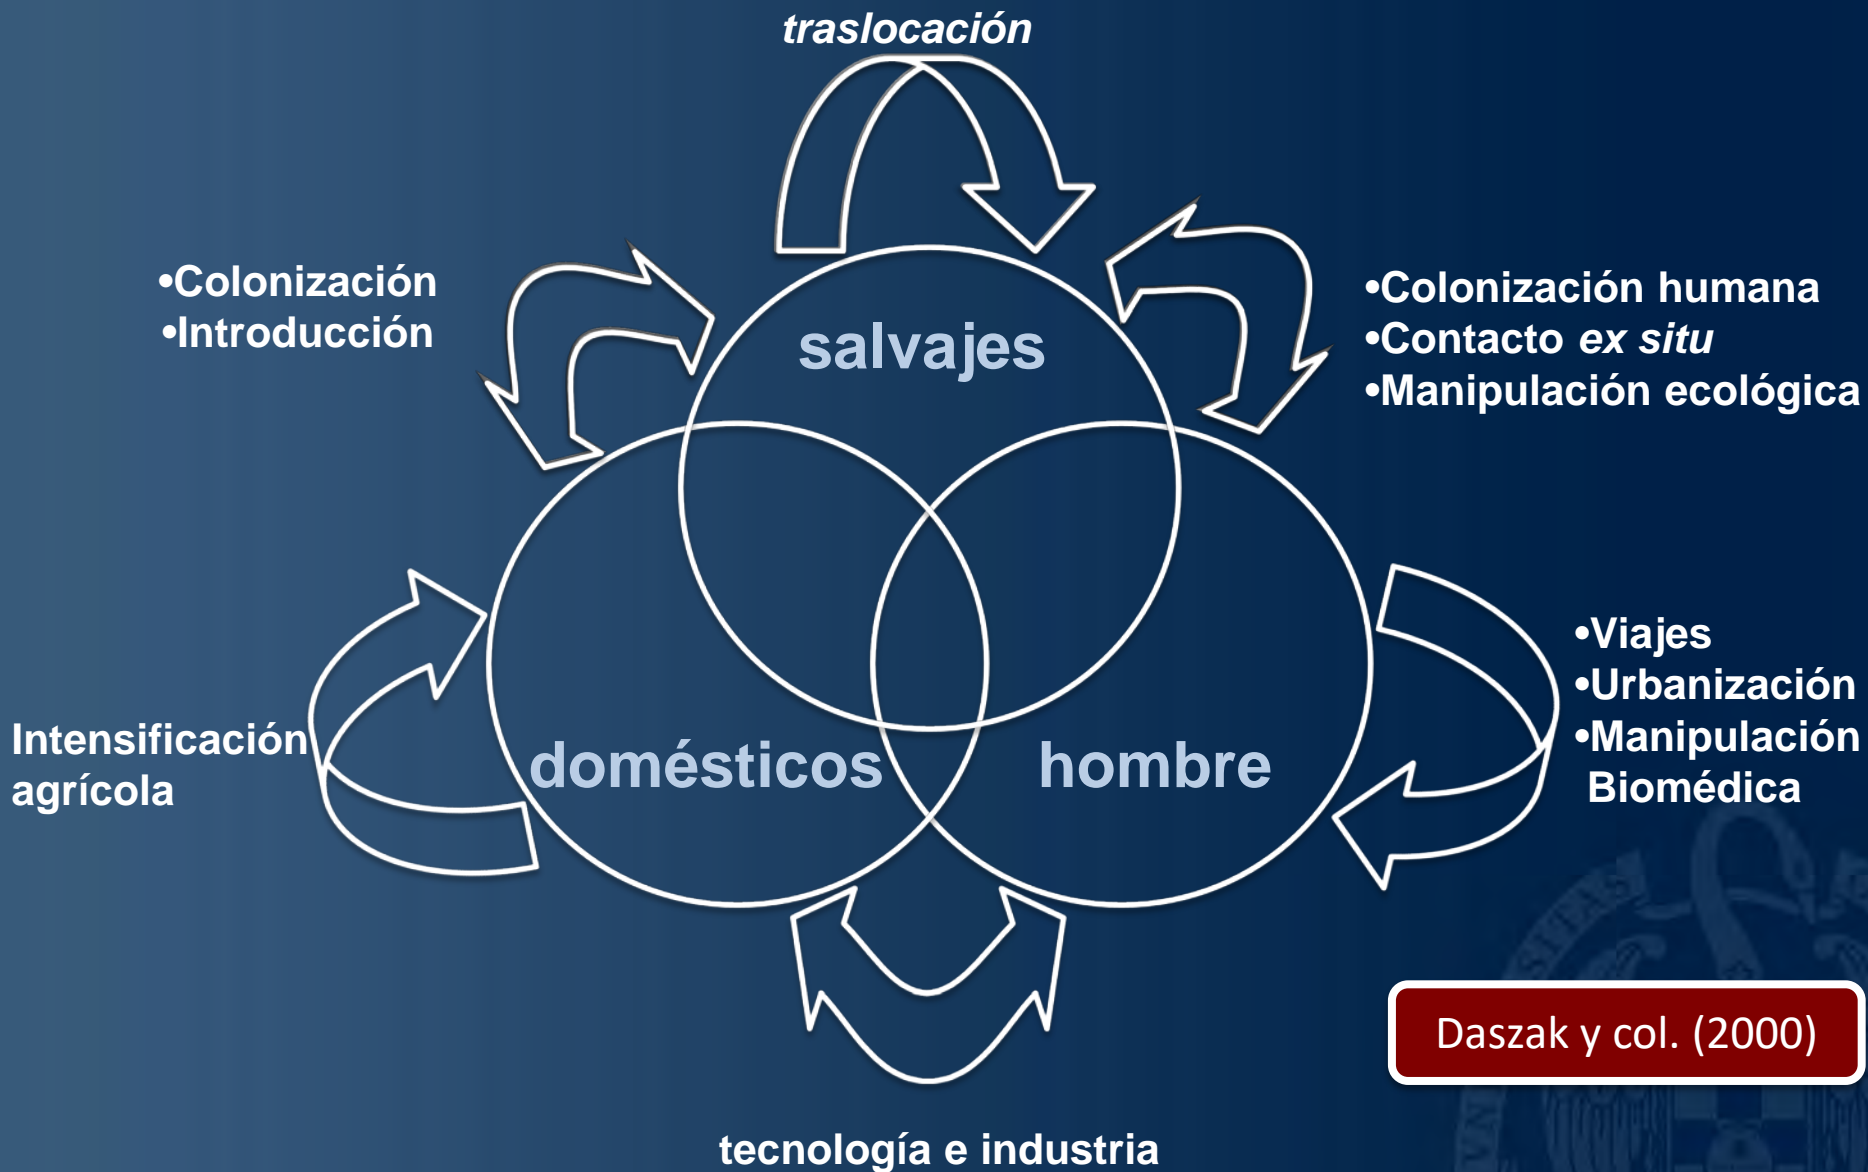 traslocación
•Colonización
•Introducción
salvajes
•Colonización humana
•Contacto ex situ
•Manipulación ecológica
Intensificación
agrícola
domésticos
hombre
•Viajes
•Urbanización
•Manipulación
Biomédica
Daszak y col. (2000)
tecnología e industria